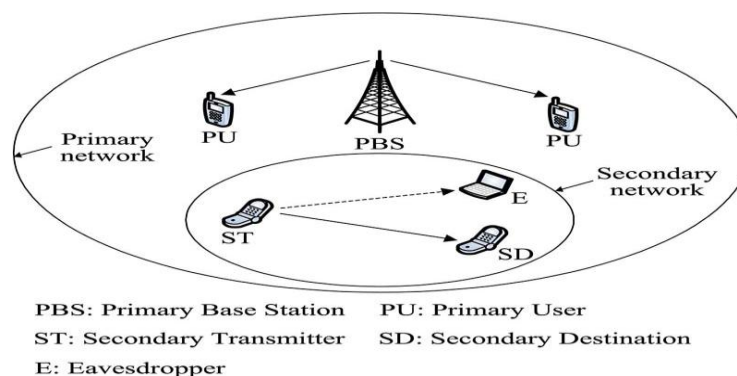 PU
PBS
PU
Primary
network
Secondary
network
E
ST
SD
PBS: Primary Base Station PU: Primary User
ST: Secondary Transmitter SD: Secondary Destination
E: Eavesdropper